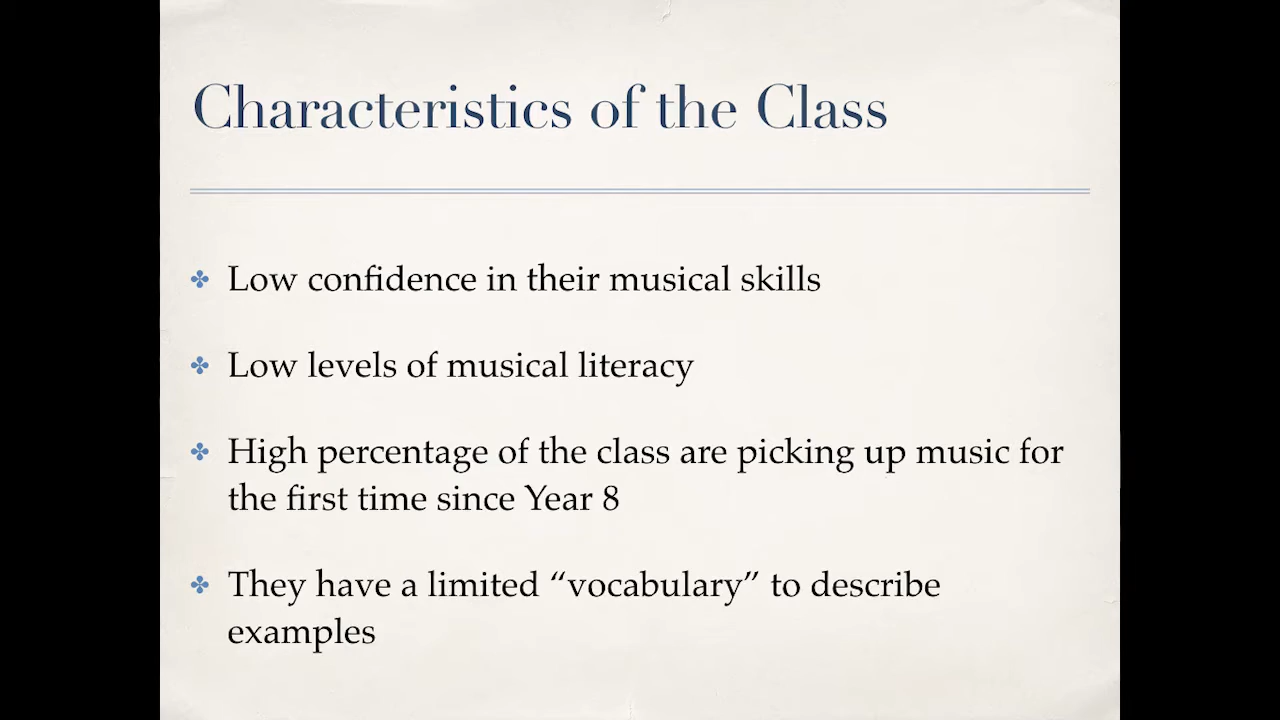 Characteristics of the Class
Low confidence in their musical skills
Low levels of musical literacy
High percentage of the class are picking up music for
the first time since Year 8
They have a limited “vocabulary” to describe
examples